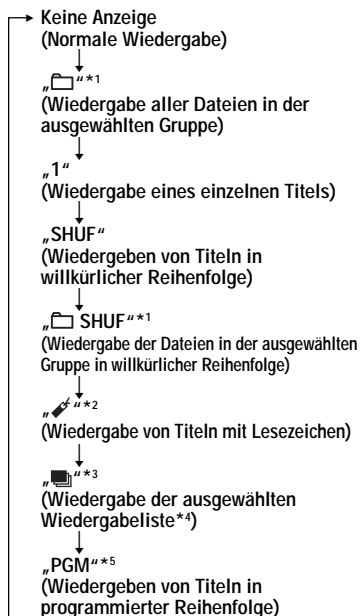 Keine Anzeige
(Normale Wiedergabe)
„“*1
(Wiedergabe aller Dateien in der
ausgewählten Gruppe)
„1“
(Wiedergabe eines einzelnen Titels)
„SHUF“
(Wiedergeben von Titeln in
willkürlicher Reihenfolge)
„ SHUF“*1
(Wiedergabe der Dateien in der ausgewählten
Gruppe in willkürlicher Reihenfolge)
„“*2
(Wiedergabe von Titeln mit Lesezeichen)
„“*3
(Wiedergabe der ausgewählten
Wiedergabeliste*4)
„PGM“*5
(Wiedergeben von Titeln in
programmierter Reihenfolge)